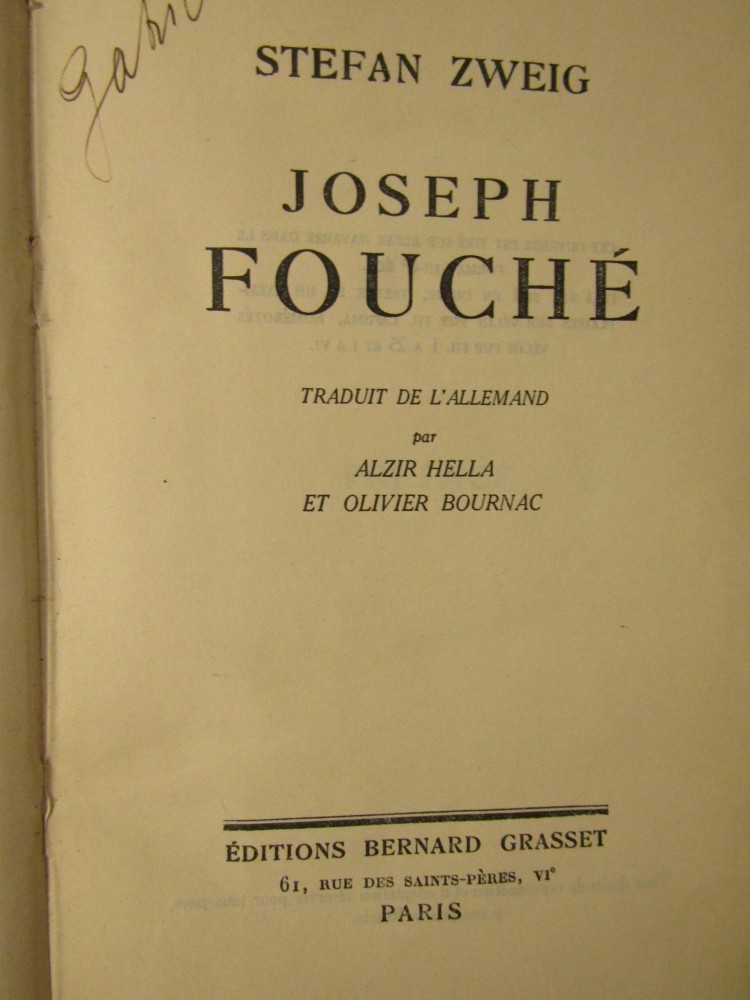 STEFAN ZWEIG
JOSEPH
FOUCHÉ
TRADUIT DE L'ALLEMAND
par
ALZIR HELLA
ET OLIVIER BOURNAC
ÉDITIONS BERNARD GRASSET
61, RUE DES SAINTS-PÈRES, VIᵉ
PARIS